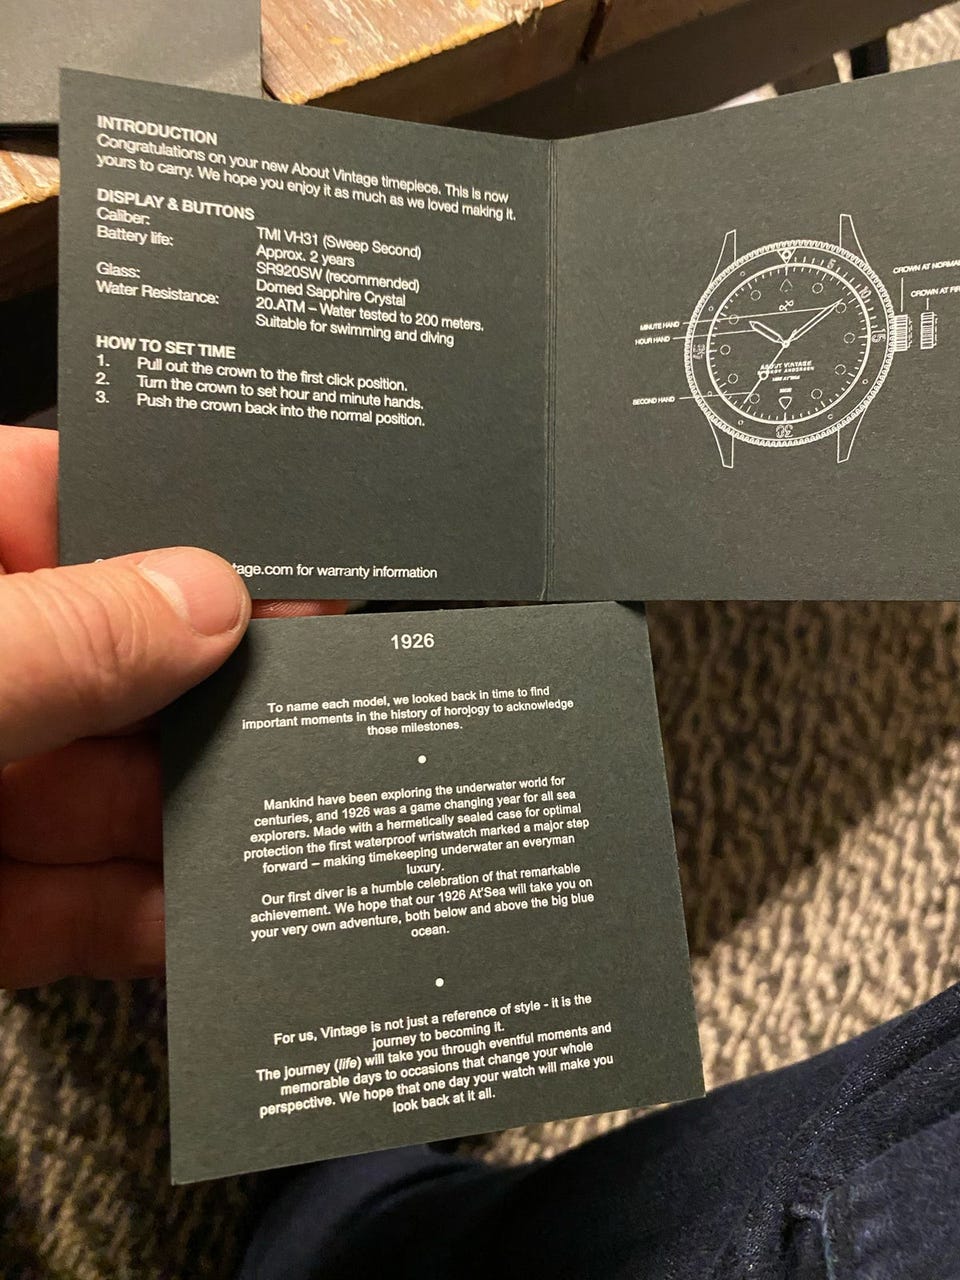 INTRODUCTION
Congratulations on your new About Vintage timepiece. This is now
yours to carry. We hope you enjoy it as much as we loved making it.
DISPLAY & BUTTONS
Caliber: TMI VH31 (Sweep Second)
Battery life: Approx. 2 years
SR920SW (recommended)
Glass: Domed Sapphire Crystal
Water Resistance: 20.ATM – Water tested to 200 meters.
Suitable for swimming and diving
HOW TO SET TIME
1. Pull out the crown to the first click position.
2. Turn the crown to set hour and minute hands.
3. Push the crown back into the normal position.
tage.com for warranty information
CROWN AT NORMA
CROWN AT FIR
MINUTE HAND
HOUR HAND
SECOND HAND
5
10
15
30
45
ABOUT VINTAGE
1926
To name each model, we looked back in time to find
important moments in the history of horology to acknowledge
those milestones.
Mankind have been exploring the underwater world for
centuries, and 1926 was a game changing year for all sea
explorers. Made with a hermetically sealed case for optimal
protection the first waterproof wristwatch marked a major step
forward – making timekeeping underwater an everyman
luxury.
Our first diver is a humble celebration of that remarkable
achievement. We hope that our 1926 At'Sea will take you on
your very own adventure, both below and above the big blue
ocean.
For us, Vintage is not just a reference of style - it is the
journey to becoming it.
The journey (life) will take you through eventful moments and
memorable days to occasions that change your whole
perspective. We hope that one day your watch will make you
look back at it all.